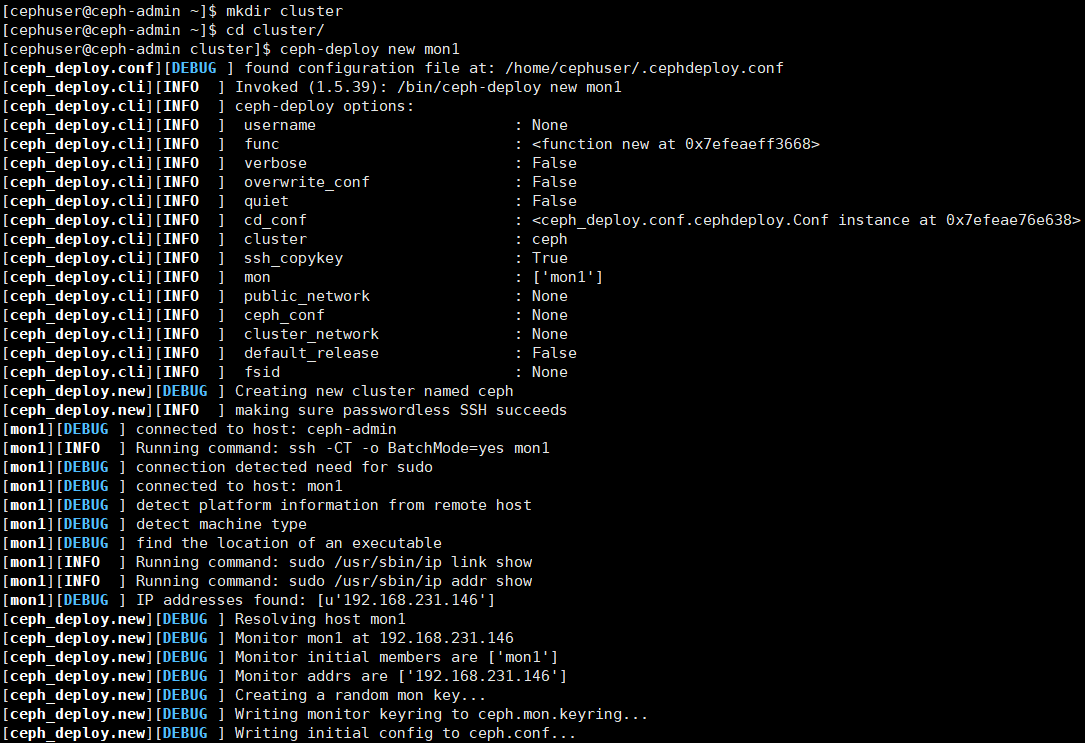 [cephuser@ceph-admin ~]$ mkdir cluster
[cephuser@ceph-admin ~]$ cd cluster/
[cephuser@ceph-admin cluster]$ ceph-deploy new mon1
[ceph_deploy.conf][DEBUG ] found configuration file at: /home/cephuser/.cephdeploy.conf
[ceph_deploy.cli][INFO  ] Invoked (1.5.39): /bin/ceph-deploy new mon1
[ceph_deploy.cli][INFO  ] ceph-deploy options:
[ceph_deploy.cli][INFO  ]  username                      : None
[ceph_deploy.cli][INFO  ]  func                          : <function new at 0x7efeaeff3668>
[ceph_deploy.cli][INFO  ]  verbose                       : False
[ceph_deploy.cli][INFO  ]  overwrite_conf                : False
[ceph_deploy.cli][INFO  ]  quiet                         : False
[ceph_deploy.cli][INFO  ]  cd_conf                       : <ceph_deploy.conf.cephdeploy.Conf instance at 0x7efeae76e638>
[ceph_deploy.cli][INFO  ]  cluster                       : ceph
[ceph_deploy.cli][INFO  ]  ssh_copykey                   : True
[ceph_deploy.cli][INFO  ]  mon                           : ['mon1']
[ceph_deploy.cli][INFO  ]  public_network                : None
[ceph_deploy.cli][INFO  ]  ceph_conf                     : None
[ceph_deploy.cli][INFO  ]  cluster_network               : None
[ceph_deploy.cli][INFO  ]  default_release               : False
[ceph_deploy.cli][INFO  ]  fsid                          : None
[ceph_deploy.new][DEBUG ] Creating new cluster named ceph
[ceph_deploy.new][INFO  ] making sure passwordless SSH succeeds
[mon1][DEBUG ] connected to host: ceph-admin
[mon1][INFO  ] Running command: ssh -CT -o BatchMode=yes mon1
[mon1][DEBUG ] connection detected need for sudo
[mon1][DEBUG ] connected to host: mon1
[mon1][DEBUG ] detect platform information from remote host
[mon1][DEBUG ] detect machine type
[mon1][DEBUG ] find the location of an executable
[mon1][INFO  ] Running command: sudo /usr/sbin/ip link show
[mon1][INFO  ] Running command: sudo /usr/sbin/ip addr show
[mon1][DEBUG ] IP addresses found: [u'192.168.231.146']
[ceph_deploy.new][DEBUG ] Resolving host mon1
[ceph_deploy.new][DEBUG ] Monitor mon1 at 192.168.231.146
[ceph_deploy.new][DEBUG ] Monitor initial members are ['mon1']
[ceph_deploy.new][DEBUG ] Monitor addrs are ['192.168.231.146']
[ceph_deploy.new][DEBUG ] Creating a random mon key...
[ceph_deploy.new][DEBUG ] Writing monitor keyring to ceph.mon.keyring...
[ceph_deploy.new][DEBUG ] Writing initial config to ceph.conf...